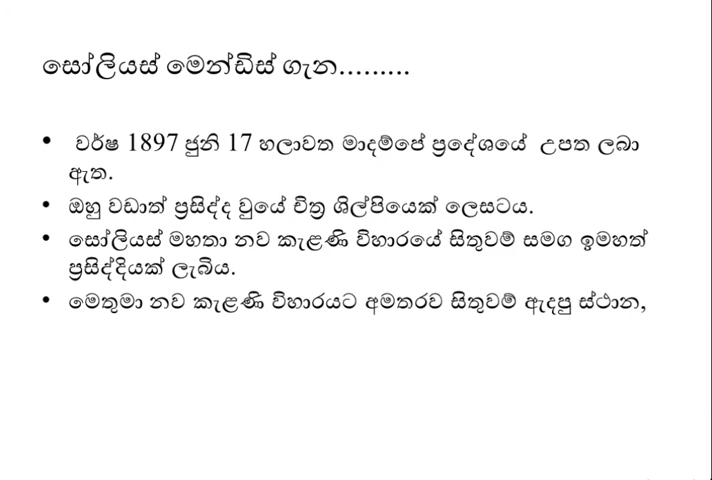 සෝලියස් මෙන්ඩිස් ගැන.........
• වර්ෂ 1897 ජුනි 17 හලාවත මාදම්පේ ප්‍රදේශයේ උපත ලබා
ඇත.
• ඔහු වඩාත් ප්‍රසිද්ද වුයේ චිත්‍ර ශිල්පියෙක් ලෙසටය.
• සෝලියස් මහතා නව කැළණි විහාරයේ සිතුවම් සමග ඉමහත්
ප්‍රසිද්දියක් ලැබිය.
• මෙතුමා නව කැළණි විහාරයට අමතරව සිතුවම් ඇදපු ස්ථාන,